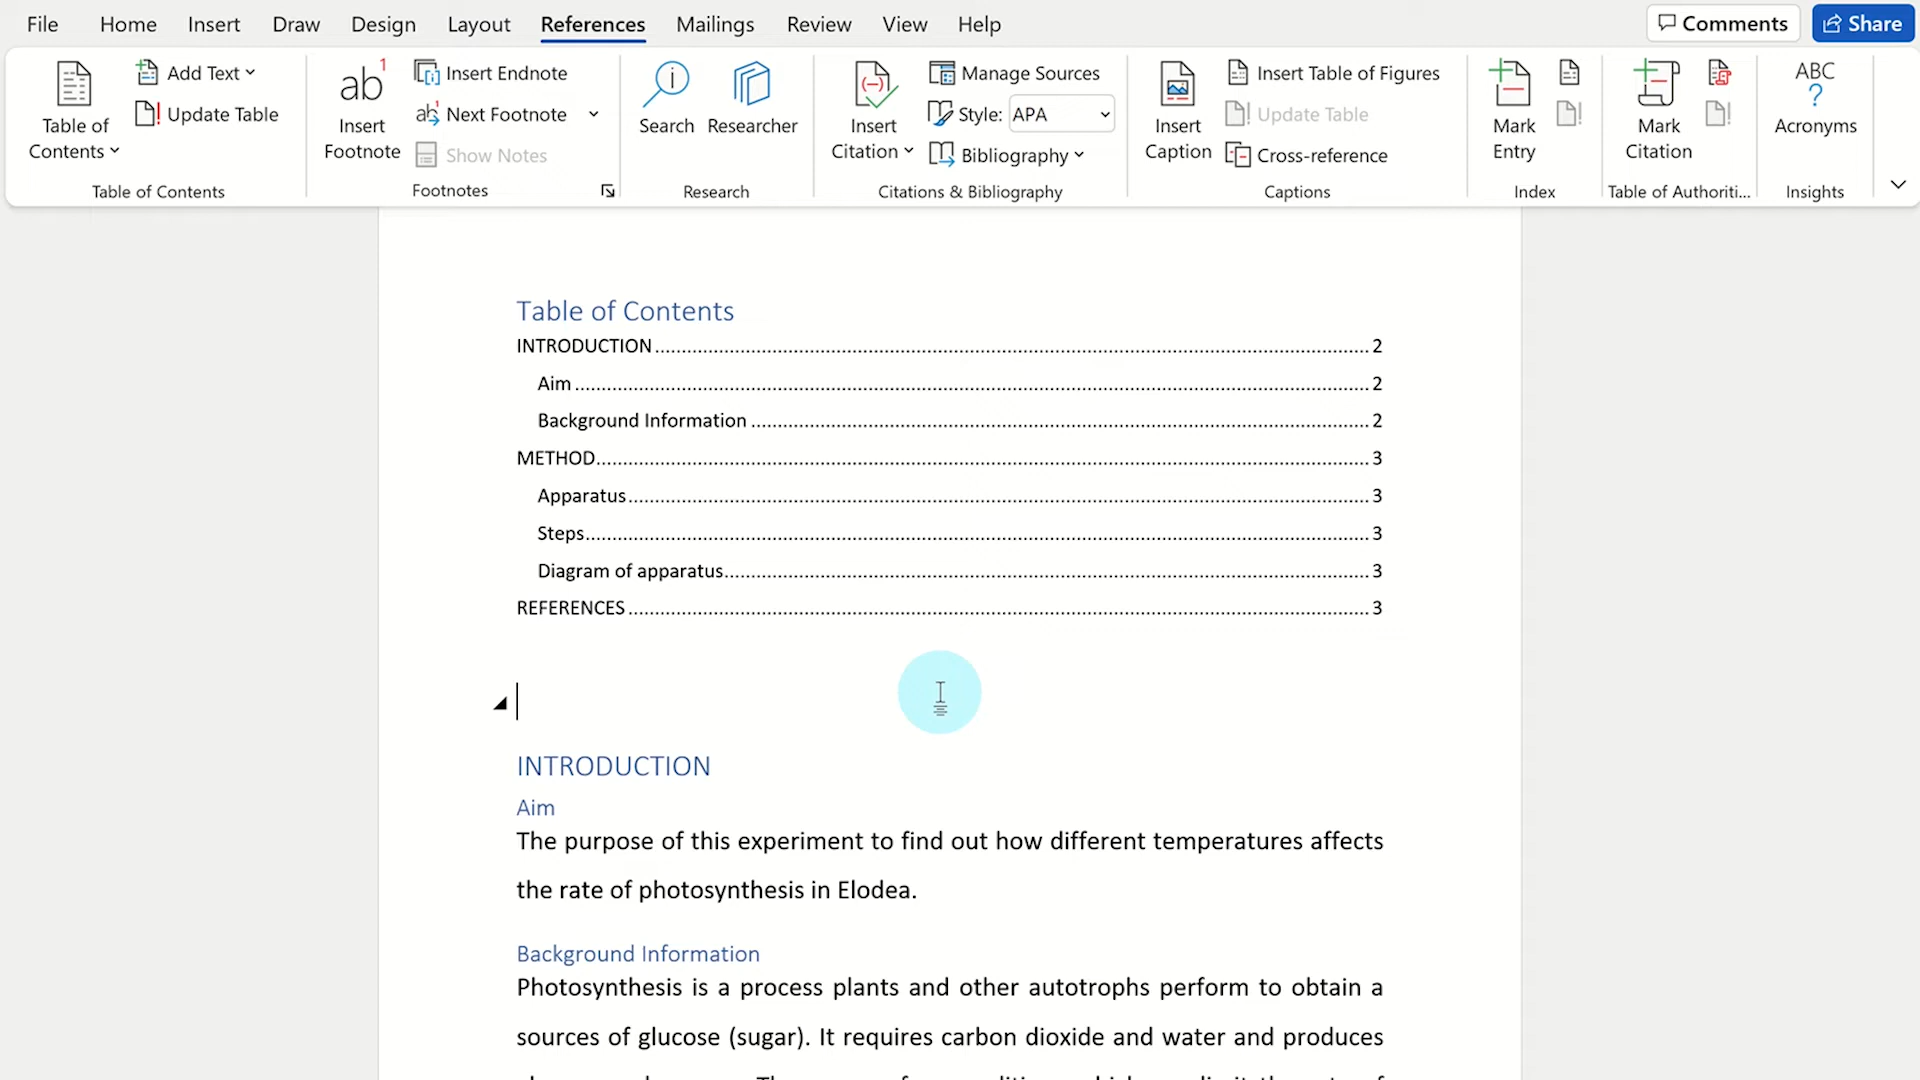 File Home Insert Draw Design Layout References Mailings Review View Help Comments Share
Table of Contents
Add Text
Update Table
Table of Contents
ab1
Insert Footnote
Insert Endnote
ab1 Next Footnote
Show Notes
Footnotes
Search
Researcher
Research
Insert Citation
Manage Sources
Style: APA
Bibliography
Citations & Bibliography
Insert Caption
Insert Table of Figures
Update Table
Cross-reference
Captions
Mark Entry
Index
Mark Citation
Table of Authoriti...
ABC
?
Acronyms
Insights
Table of Contents
INTRODUCTION 2
Aim 2
Background Information 2
METHOD 3
Apparatus 3
Steps 3
Diagram of apparatus 3
REFERENCES 3
INTRODUCTION
Aim
The purpose of this experiment to find out how different temperatures affects
the rate of photosynthesis in Elodea.
Background Information
Photosynthesis is a process plants and other autotrophs perform to obtain a
sources of glucose (sugar). It requires carbon dioxide and water and produces